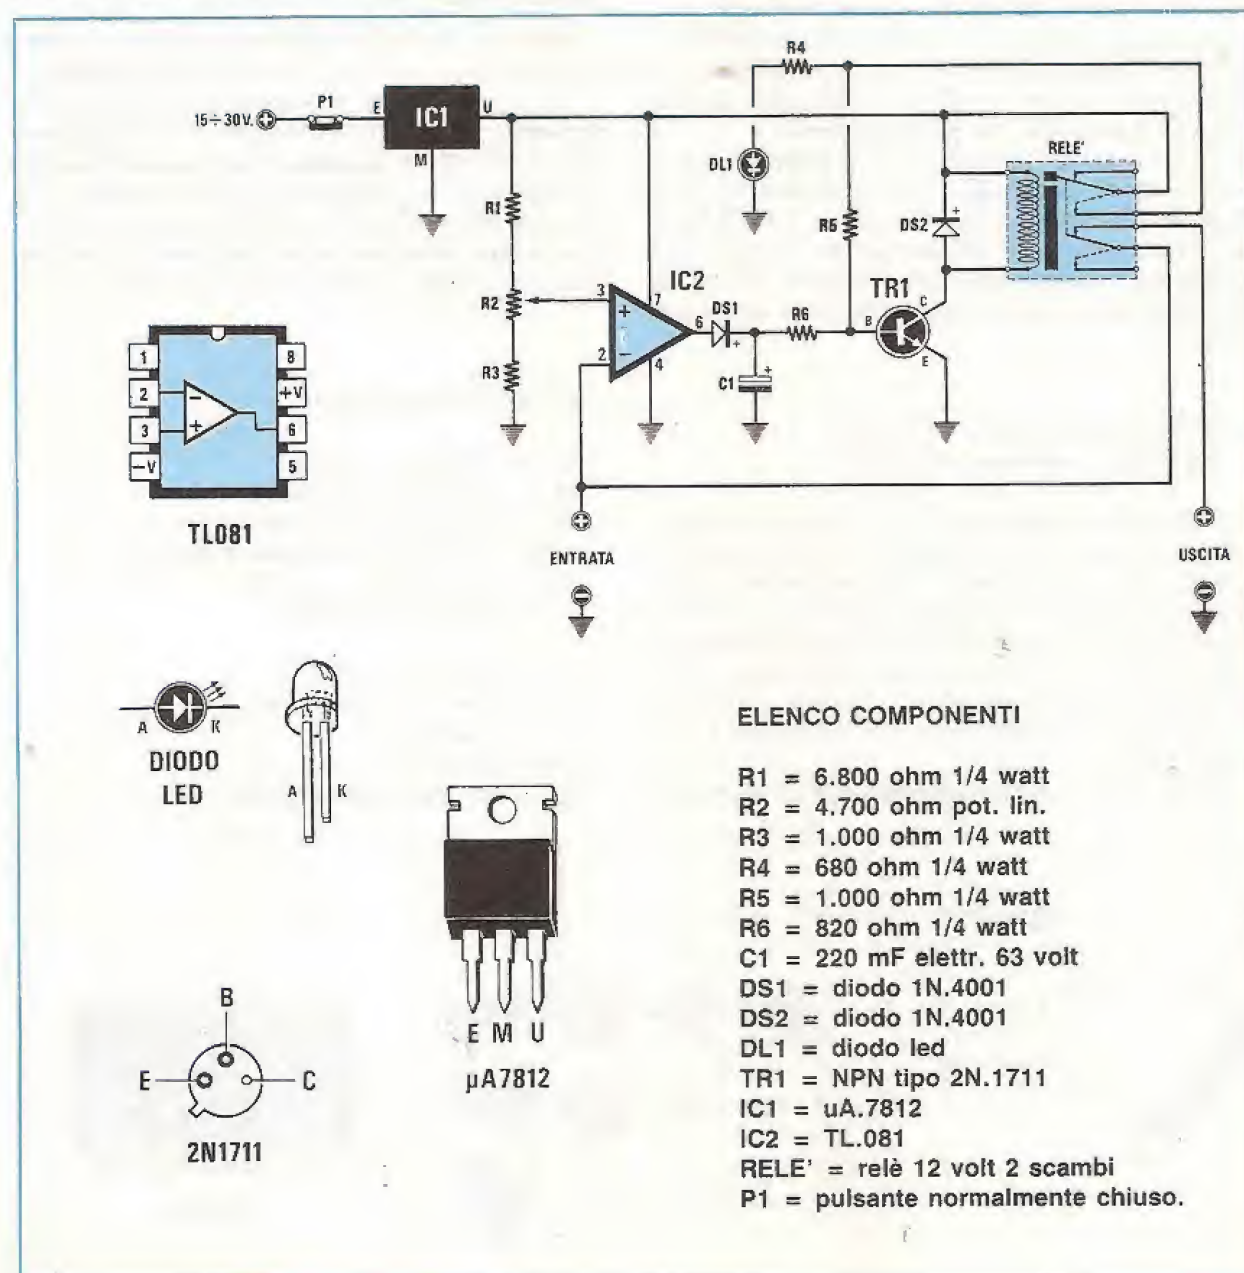 R4
15÷30V.
P1
E
IC1
U
M
RELE'
DL1
R1
R5
DS2
IC2
TR1
R2
3
+
7
6
DS1
+
R6
B
C
E
2
−
4
R3
C1
+
1
2
3
−V
8
+V
6
5
−
+
TL081
ENTRATA
USCITA
A
K
DIODO
LED
A
K
E M U
µA7812
B
E
C
2N1711
ELENCO COMPONENTI
R1 = 6.800 ohm 1/4 watt
R2 = 4.700 ohm pot. lin.
R3 = 1.000 ohm 1/4 watt
R4 = 680 ohm 1/4 watt
R5 = 1.000 ohm 1/4 watt
R6 = 820 ohm 1/4 watt
C1 = 220 mF elettr. 63 volt
DS1 = diodo 1N.4001
DS2 = diodo 1N.4001
DL1 = diodo led
TR1 = NPN tipo 2N.1711
IC1 = uA.7812
IC2 = TL.081
RELE' = relè 12 volt 2 scambi
P1 = pulsante normalmente chiuso.